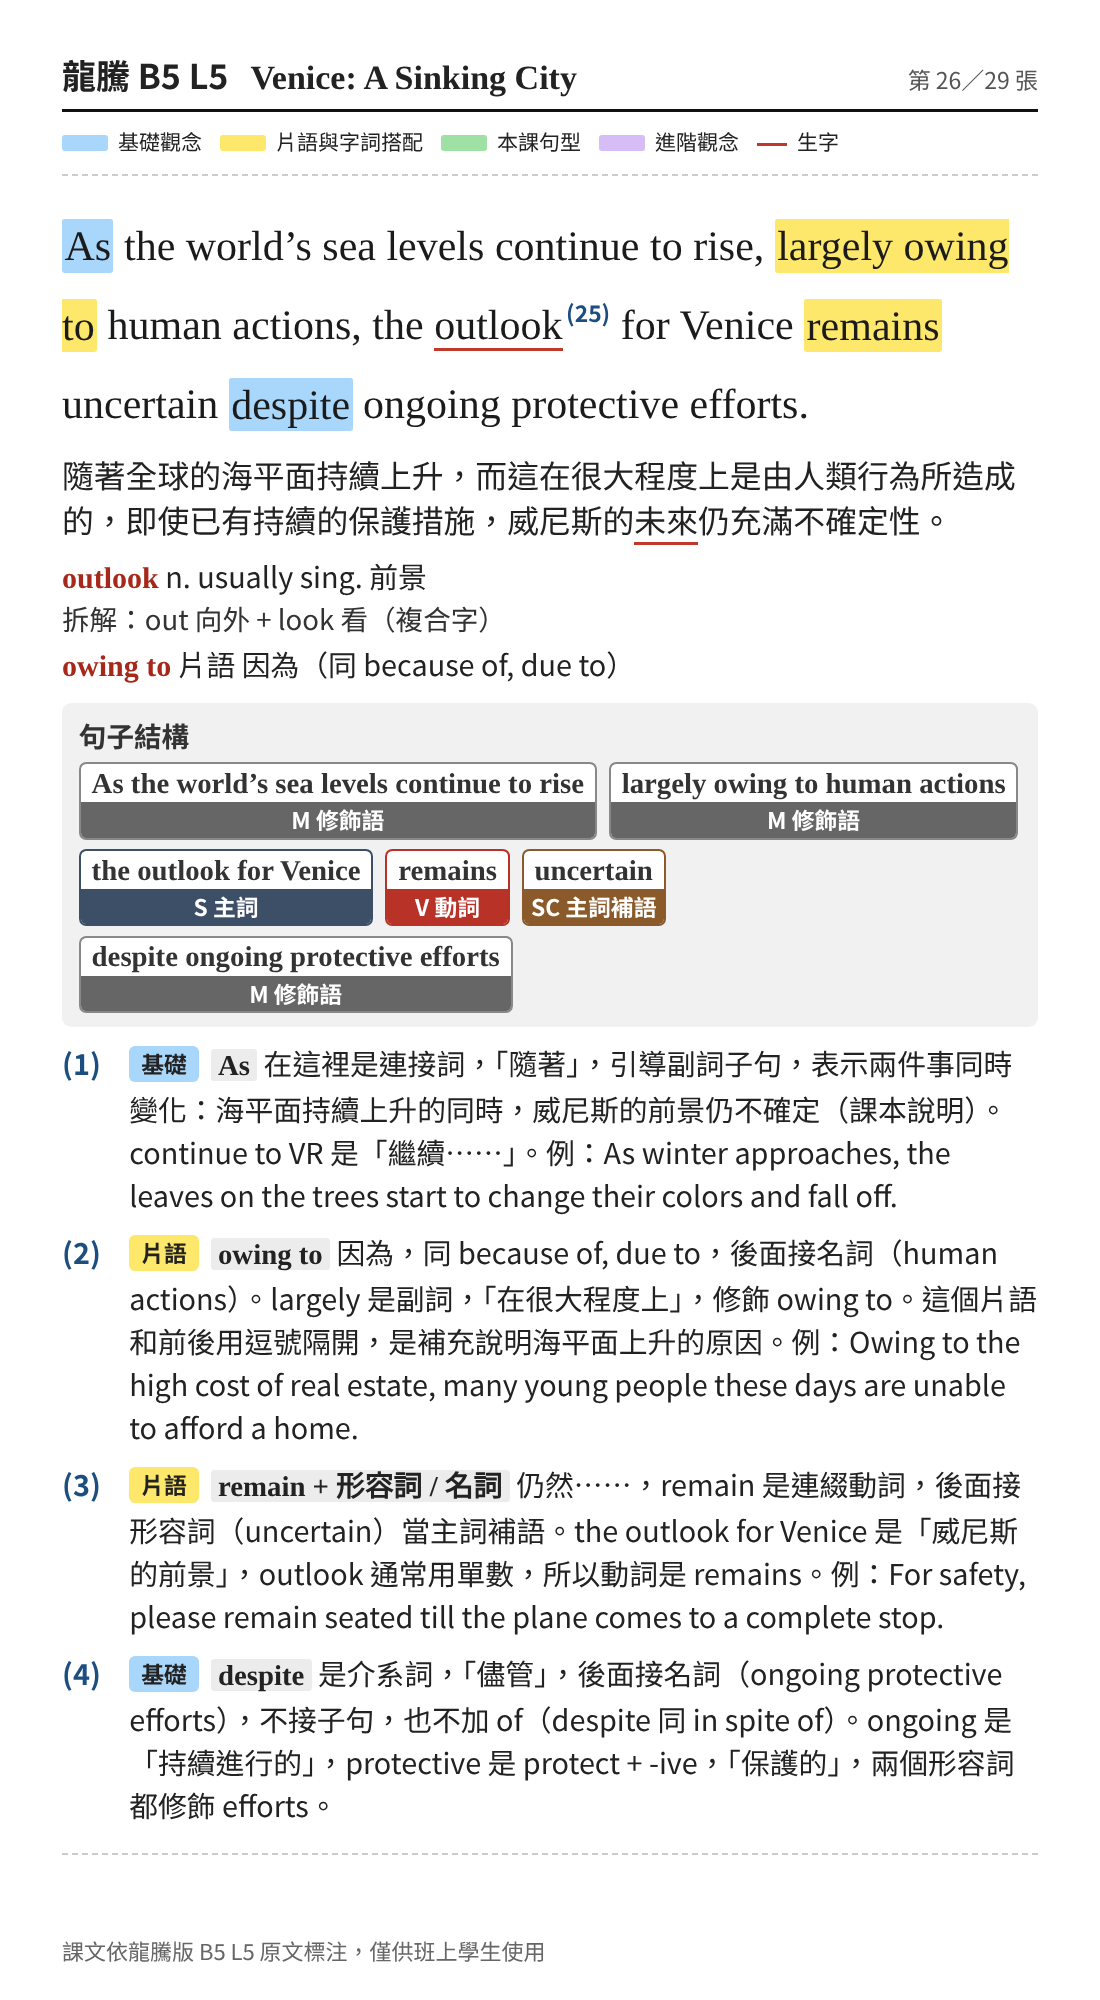 龍騰 B5 L5 Venice: A Sinking City 第 26／29 張
基礎觀念 片語與字詞搭配 本課句型 進階觀念 生字
As the world’s sea levels continue to rise, largely owing
to human actions, the outlook(25) for Venice remains
uncertain despite ongoing protective efforts.
隨著全球的海平面持續上升，而這在很大程度上是由人類行為所造成
的，即使已有持續的保護措施，威尼斯的未來仍充滿不確定性。
outlook n. usually sing. 前景
拆解：out 向外 + look 看（複合字）
owing to 片語 因為（同 because of, due to）
句子結構
As the world’s sea levels continue to rise largely owing to human actions
M 修飾語 M 修飾語
the outlook for Venice remains uncertain
S 主詞 V 動詞 SC 主詞補語
despite ongoing protective efforts
M 修飾語
(1) 基礎 As 在這裡是連接詞，「隨著」，引導副詞子句，表示兩件事同時
變化：海平面持續上升的同時，威尼斯的前景仍不確定（課本說明）。
continue to VR 是「繼續……」。例：As winter approaches, the
leaves on the trees start to change their colors and fall off.
(2) 片語 owing to 因為，同 because of, due to，後面接名詞（human
actions）。largely 是副詞，「在很大程度上」，修飾 owing to。這個片語
和前後用逗號隔開，是補充說明海平面上升的原因。例：Owing to the
high cost of real estate, many young people these days are unable
to afford a home.
(3) 片語 remain + 形容詞 / 名詞 仍然……，remain 是連綴動詞，後面接
形容詞（uncertain）當主詞補語。the outlook for Venice 是「威尼斯
的前景」，outlook 通常用單數，所以動詞是 remains。例：For safety,
please remain seated till the plane comes to a complete stop.
(4) 基礎 despite 是介系詞，「儘管」，後面接名詞（ongoing protective
efforts），不接子句，也不加 of（despite 同 in spite of）。ongoing 是
「持續進行的」，protective 是 protect + -ive，「保護的」，兩個形容詞
都修飾 efforts。
課文依龍騰版 B5 L5 原文標注，僅供班上學生使用